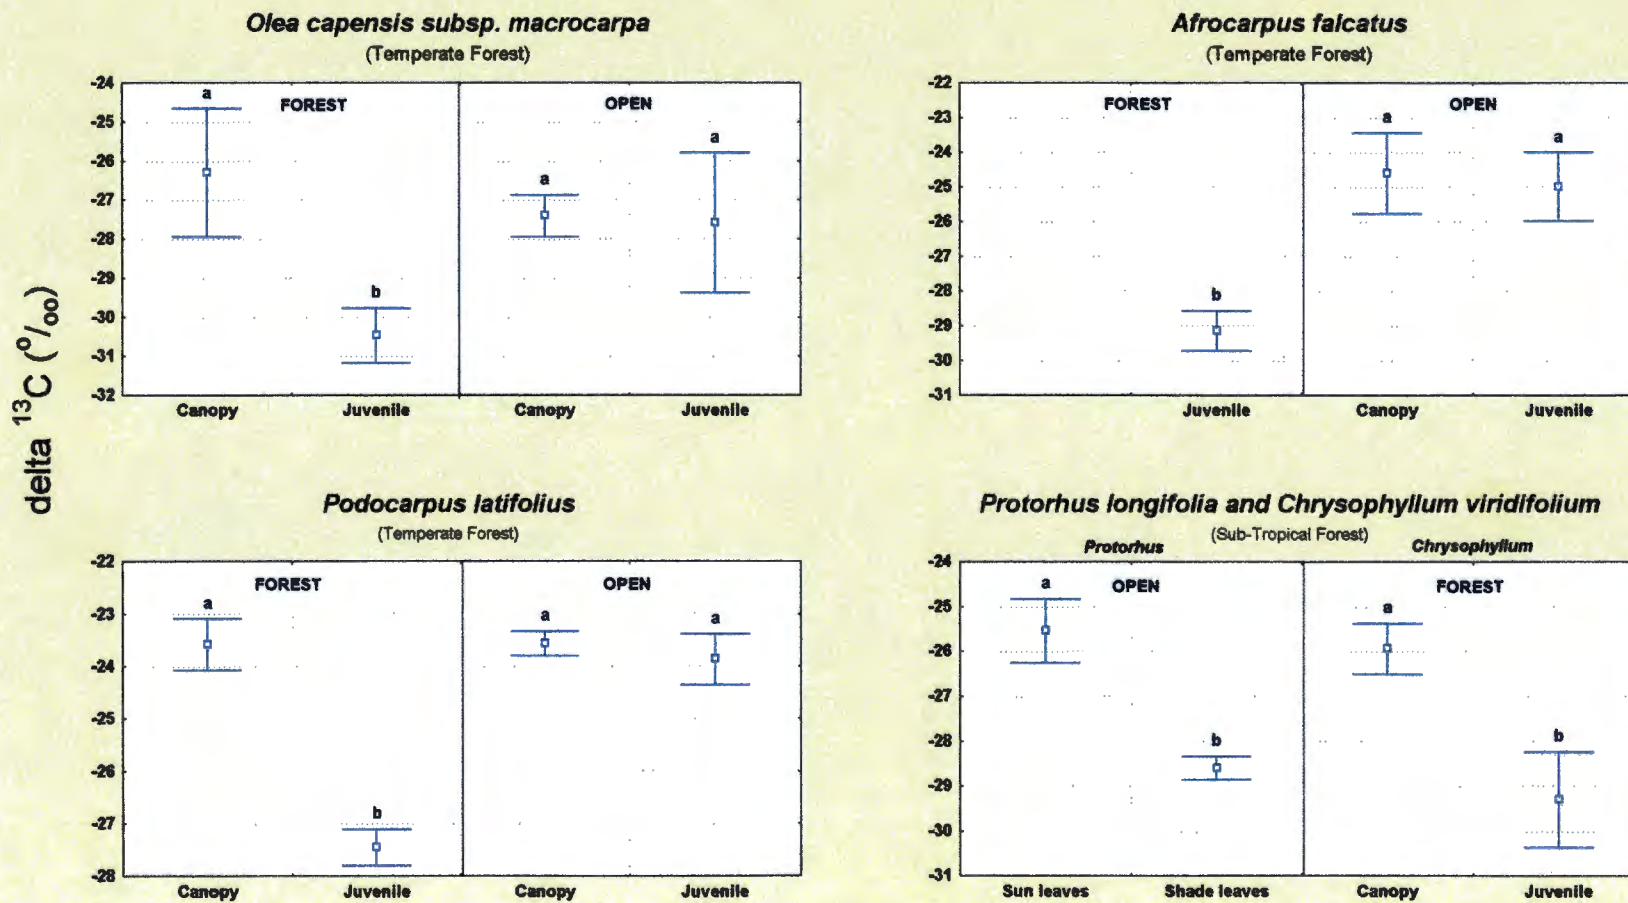 Olea capensis subsp. macrocarpa
(Temperate Forest)
-24
-25
-26
-27
-28
-29
-30
-31
-32
a
FOREST
b
OPEN
a
a
Canopy
Juvenile
Canopy
Juvenile
Afrocarpus falcatus
(Temperate Forest)
-22
-23
-24
-25
-26
-27
-28
-29
-30
-31
FOREST
b
OPEN
a
a
Juvenile
Canopy
Juvenile
delta 13C (o/oo)
Podocarpus latifolius
(Temperate Forest)
-22
-23
-24
-25
-26
-27
-28
FOREST
a
b
OPEN
a
a
Canopy
Juvenile
Canopy
Juvenile
Protorhus longifolia and Chrysophyllum viridifolium
(Sub-Tropical Forest)
Protorhus
Chrysophyllum
-24
-25
-26
-27
-28
-29
-30
-31
a
OPEN
b
FOREST
a
b
Sun leaves
Shade leaves
Canopy
Juvenile